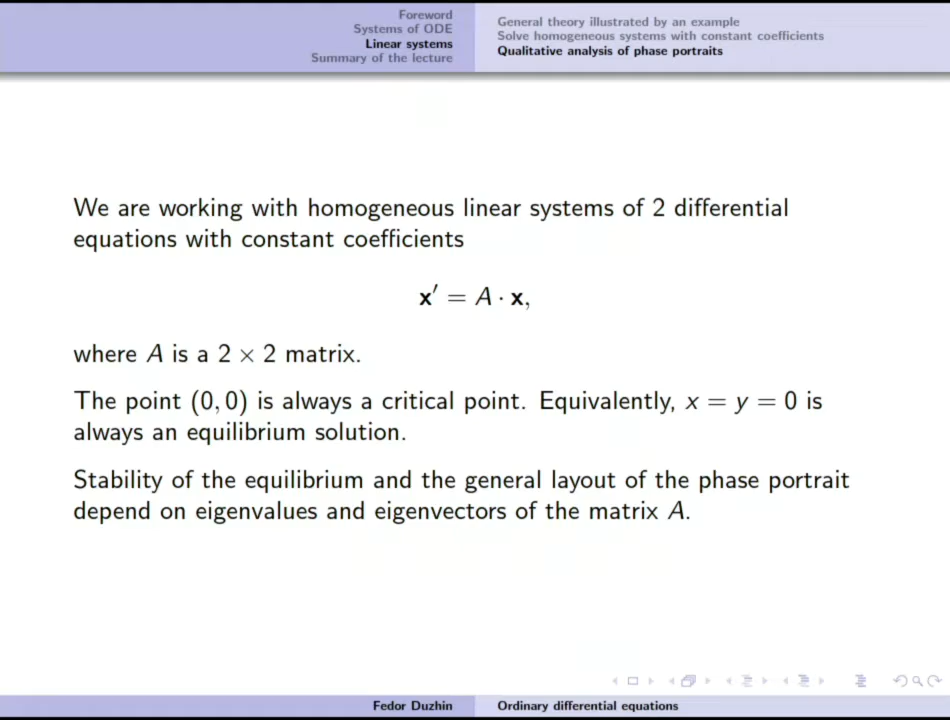 Foreword
Systems of ODE
Linear systems
Summary of the lecture
General theory illustrated by an example
Solve homogeneous systems with constant coefficients
Qualitative analysis of phase portraits
We are working with homogeneous linear systems of 2 differential
equations with constant coefficients
x′ = A · x,
where A is a 2 × 2 matrix.
The point (0, 0) is always a critical point. Equivalently, x = y = 0 is
always an equilibrium solution.
Stability of the equilibrium and the general layout of the phase portrait
depend on eigenvalues and eigenvectors of the matrix A.
Fedor Duzhin
Ordinary differential equations